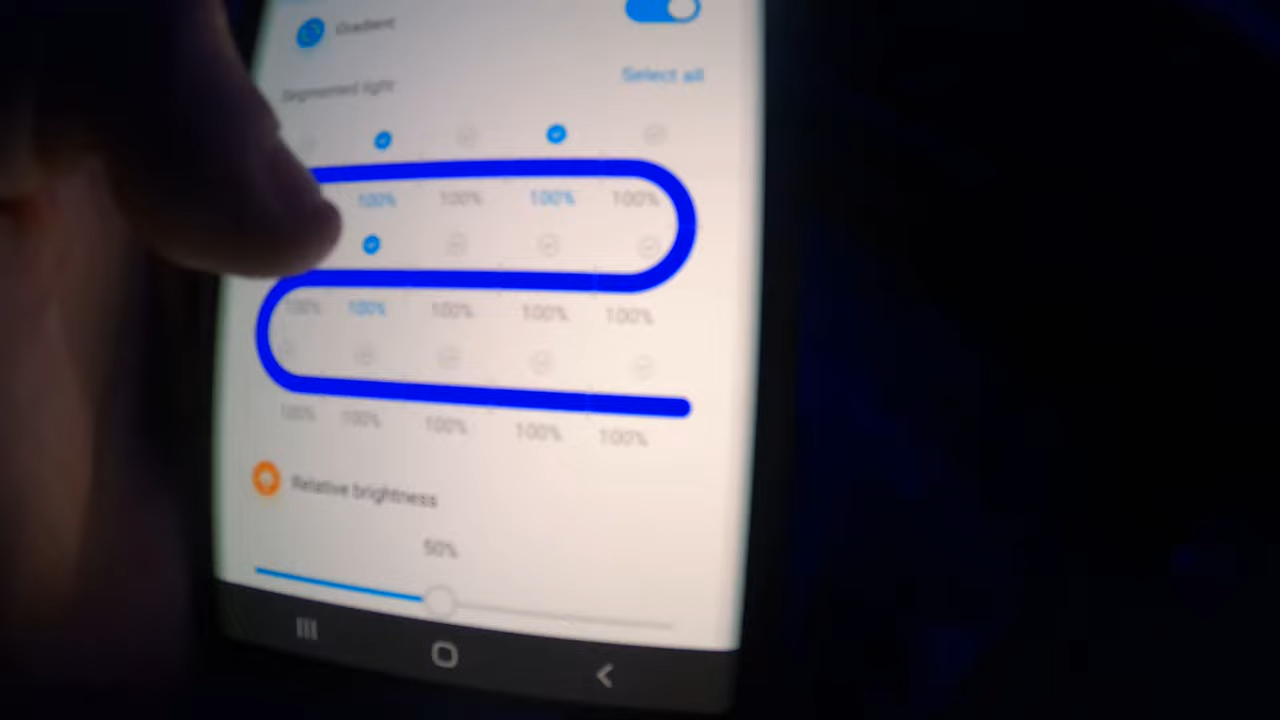 Gradient
Segmented light Select all
100% 100% 100% 100%
100% 100% 100% 100% 100%
100% 100% 100% 100% 100%
Relative brightness
50%